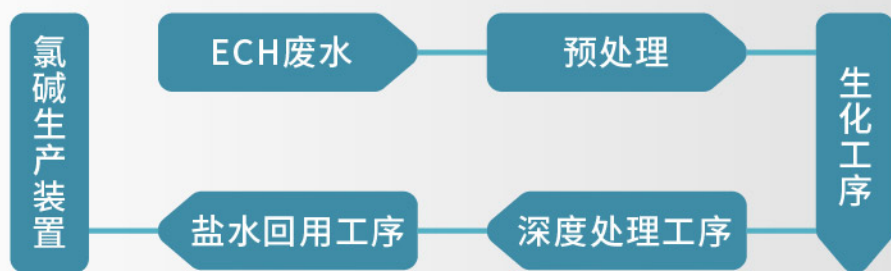 ECH废水
预处理
生化工序
深度处理工序
盐水回用工序
氯碱生产装置